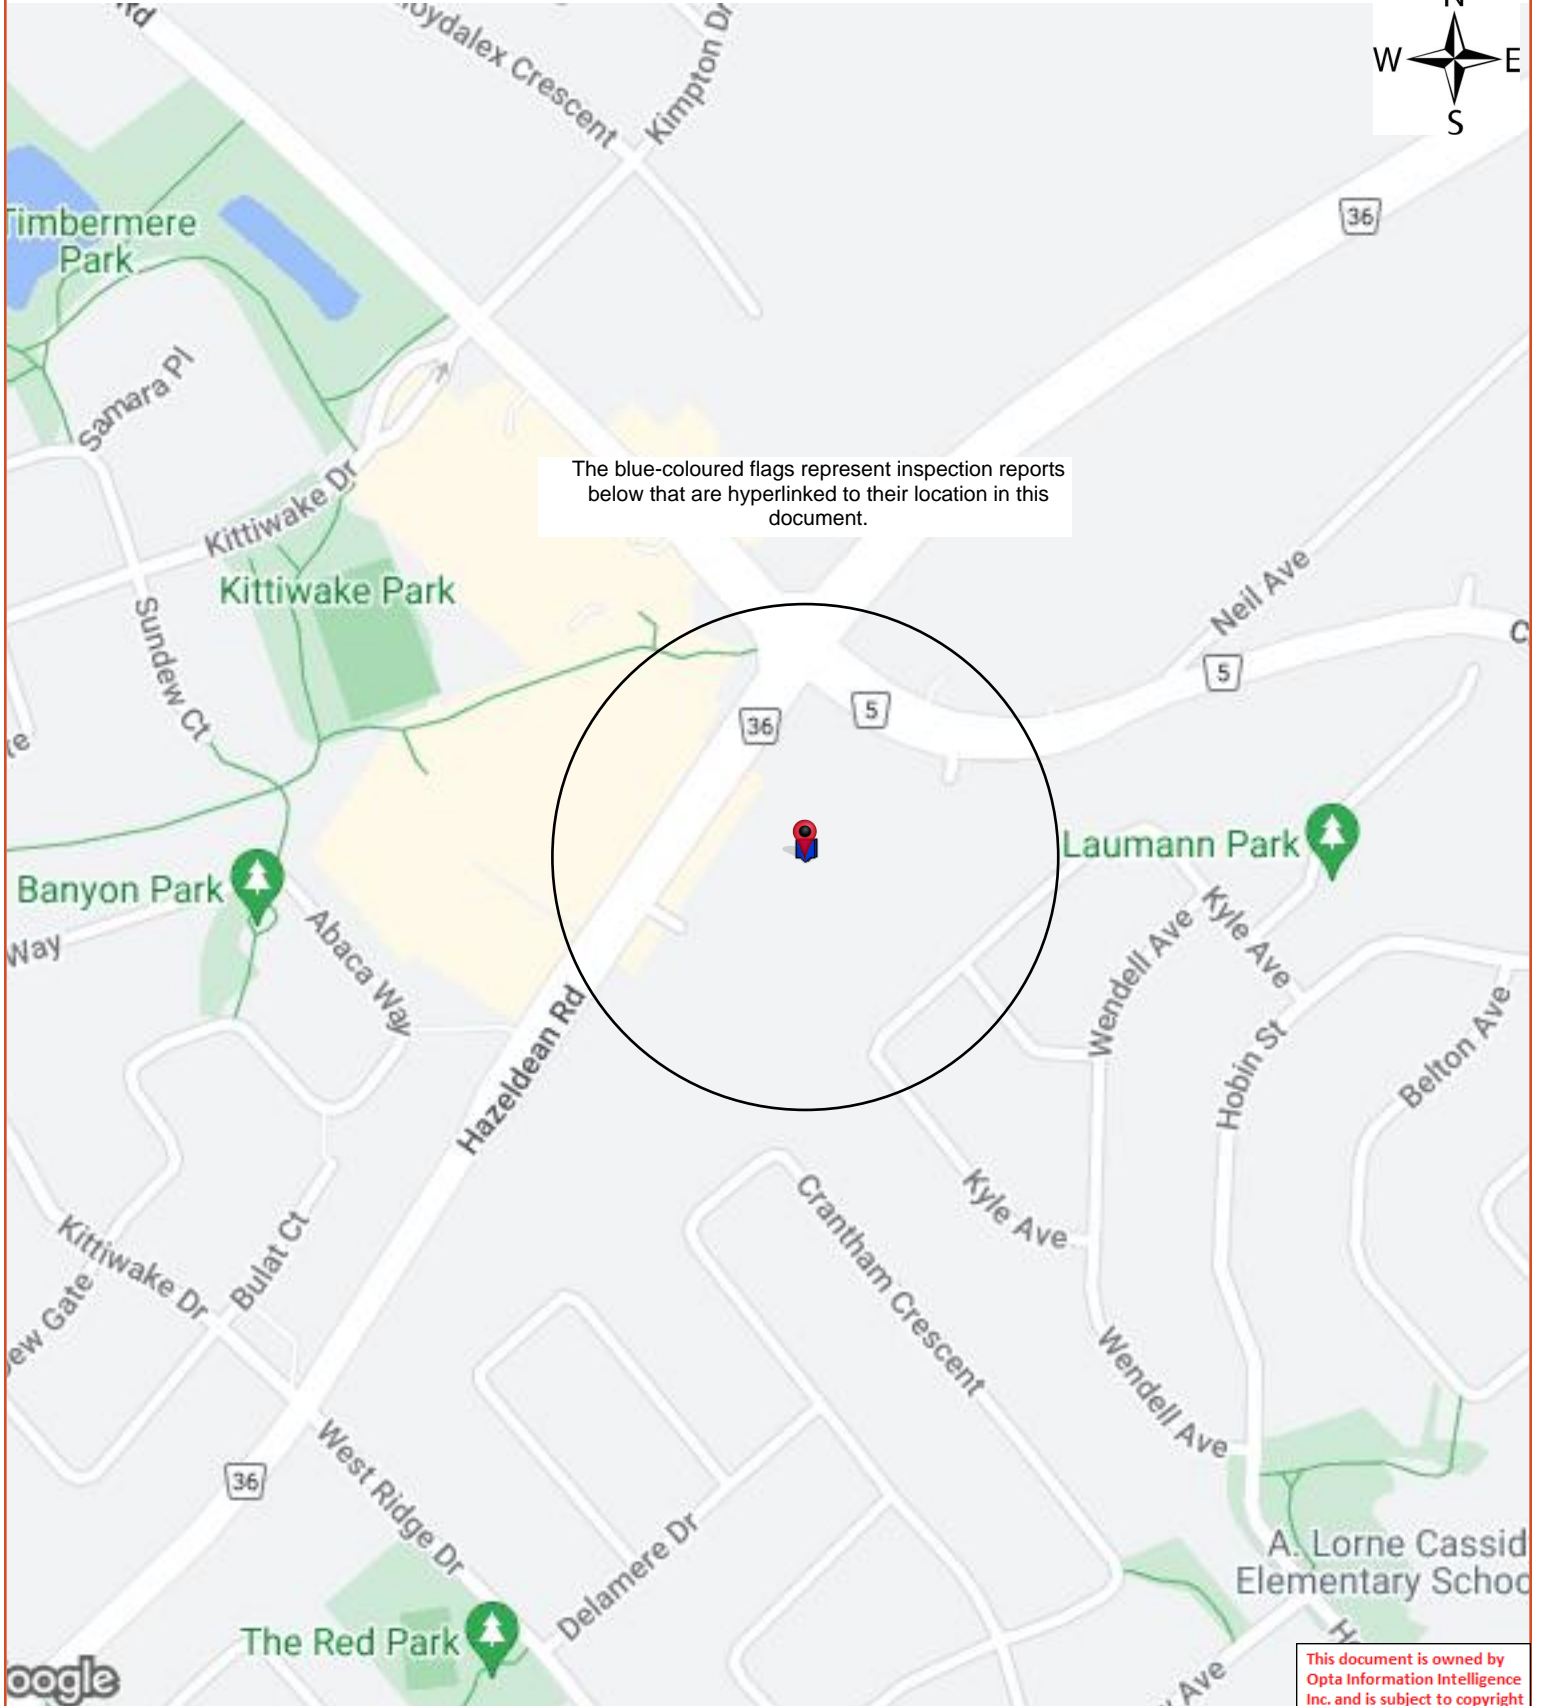 N
W E
S
Rd
Kimpton Dr
Crescent
36
Timbermere
Park
Samara Pl
The blue-coloured flags represent inspection reports
below that are hyperlinked to their location in this
document.
Kittiwake Dr
Kittiwake Park
Neil Ave
Sundew Ct
5
36
5
Laumann Park
Banyon Park
Way
Abaca Way
Wendell Ave
Kyle Ave
Hazeldean Rd
Hobin St
Belton Ave
Kyle Ave
Crantham Crescent
Kittiwake Dr
Bulat Ct
Gate
Wendell Ave
36
West Ridge Dr
Delamere Dr
A. Lorne Cassid
Elementary Schoo
The Red Park
oogle
Ave
This document is owned by
Opta Information Intelligence
Inc. and is subject to copyright